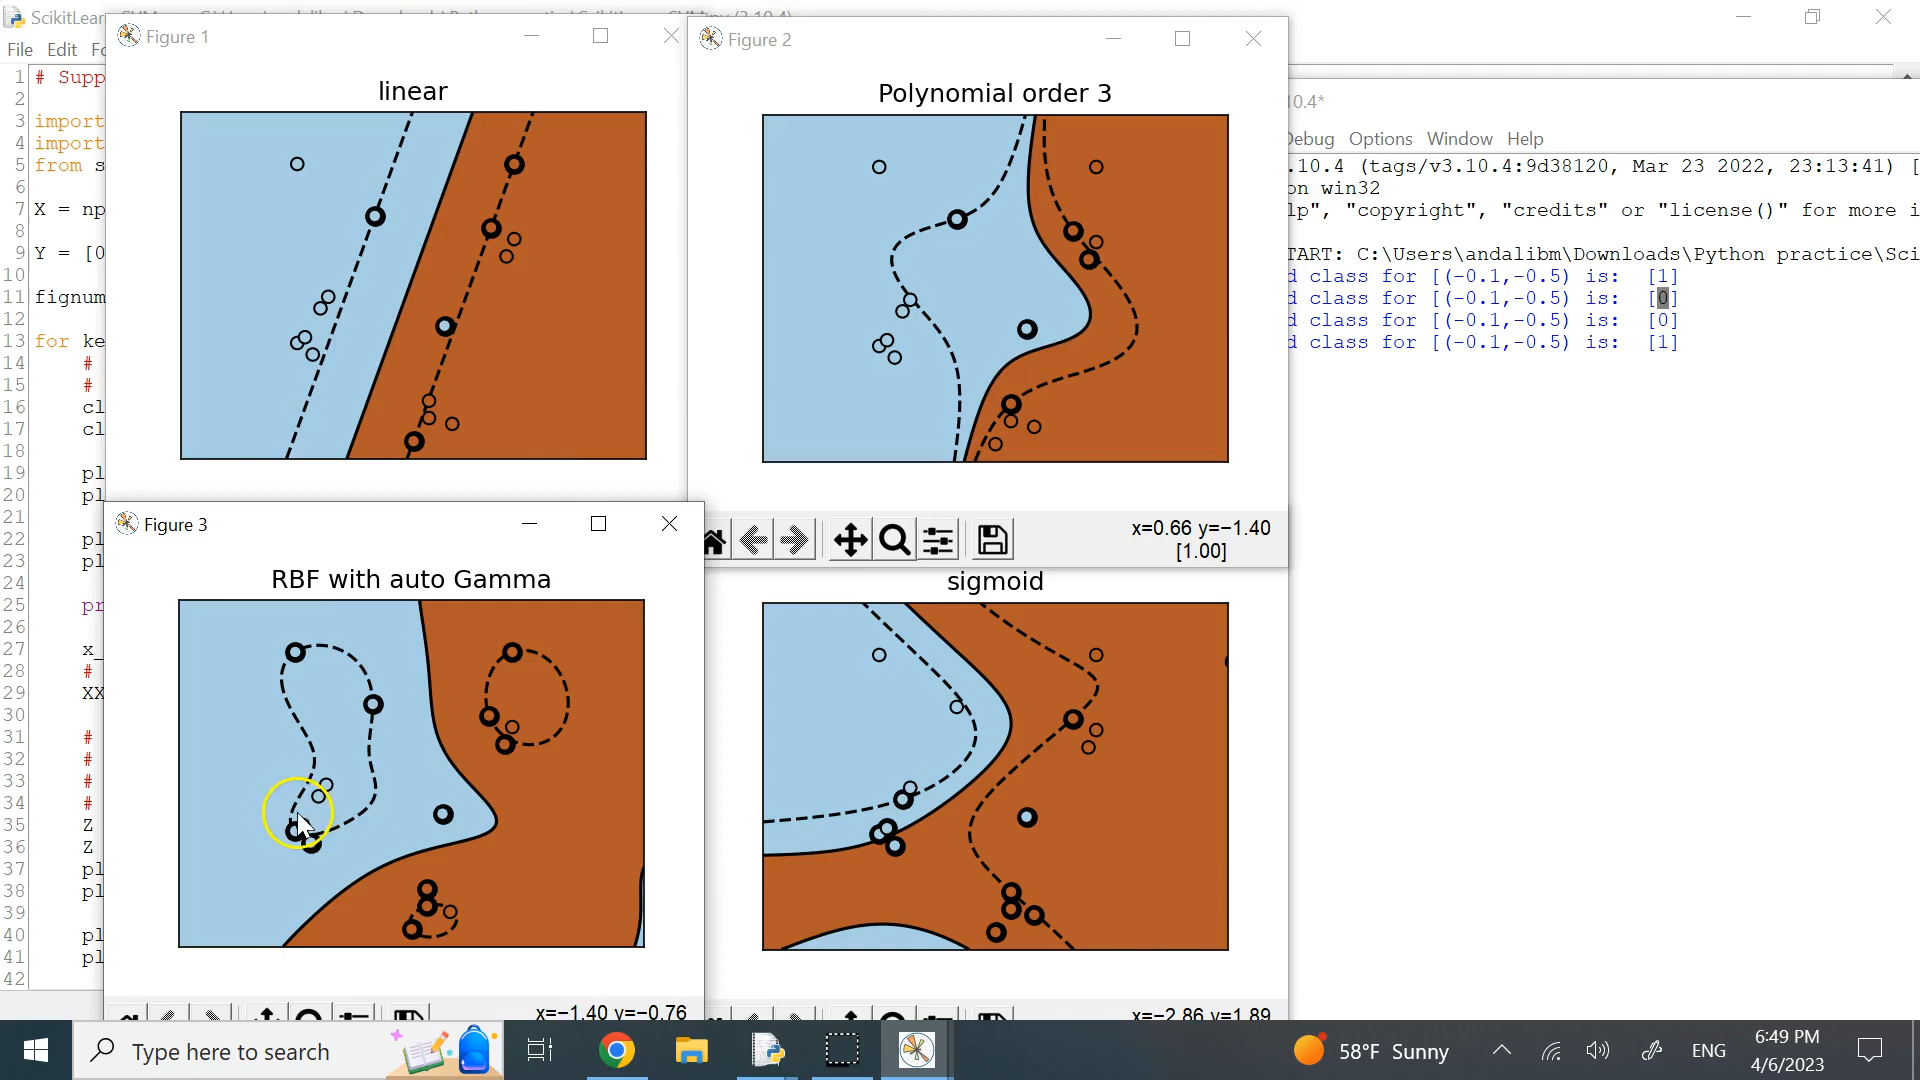 ScikitLear
File Edit Fo
1 # Supp
2
3 import
4 import
5 from s
6
7 X = np
8
9 Y = [0
10
11 fignum
12
13 for ke
14 #
15 #
16 cl
17 cl
18
19 pl
20 pl
21
22 pl
23 pl
24
25 pr
26
27 x_
28 #
29 XX
30
31 #
32 #
33 #
34 #
35 Z
36 Z
37 pl
38 pl
39
40 pl
41 pl
42
Figure 1
linear
Figure 2
Polynomial order 3
x=0.66 y=−1.40
[1.00]
Figure 3
RBF with auto Gamma
x=−1.40 y=−0.76
sigmoid
x=−2.86 y=1.89
10.4*
Debug Options Window Help
.10.4 (tags/v3.10.4:9d38120, Mar 23 2022, 23:13:41) [
on win32
lp", "copyright", "credits" or "license()" for more i
TART: C:\Users\andalibm\Downloads\Python practice\Sci
d class for [(-0.1,-0.5) is: [1]
d class for [(-0.1,-0.5) is: [0]
d class for [(-0.1,-0.5) is: [0]
d class for [(-0.1,-0.5) is: [1]
Type here to search
58°F Sunny
ENG
6:49 PM
4/6/2023